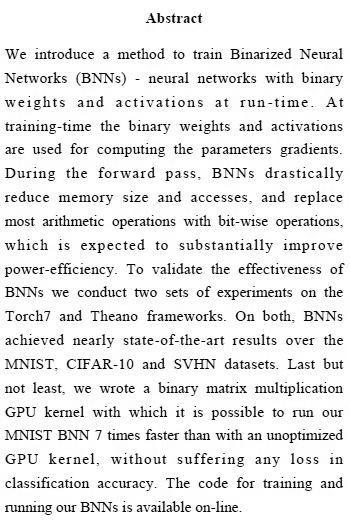 Abstract
We introduce a method to train Binarized Neural
Networks (BNNs) - neural networks with binary
weights and activations at run-time. At
training-time the binary weights and activations
are used for computing the parameters gradients.
During the forward pass, BNNs drastically
reduce memory size and accesses, and replace
most arithmetic operations with bit-wise operations,
which is expected to substantially improve
power-efficiency. To validate the effectiveness of
BNNs we conduct two sets of experiments on the
Torch7 and Theano frameworks. On both, BNNs
achieved nearly state-of-the-art results over the
MNIST, CIFAR-10 and SVHN datasets. Last but
not least, we wrote a binary matrix multiplication
GPU kernel with which it is possible to run our
MNIST BNN 7 times faster than with an unoptimized
GPU kernel, without suffering any loss in
classification accuracy. The code for training and
running our BNNs is available on-line.